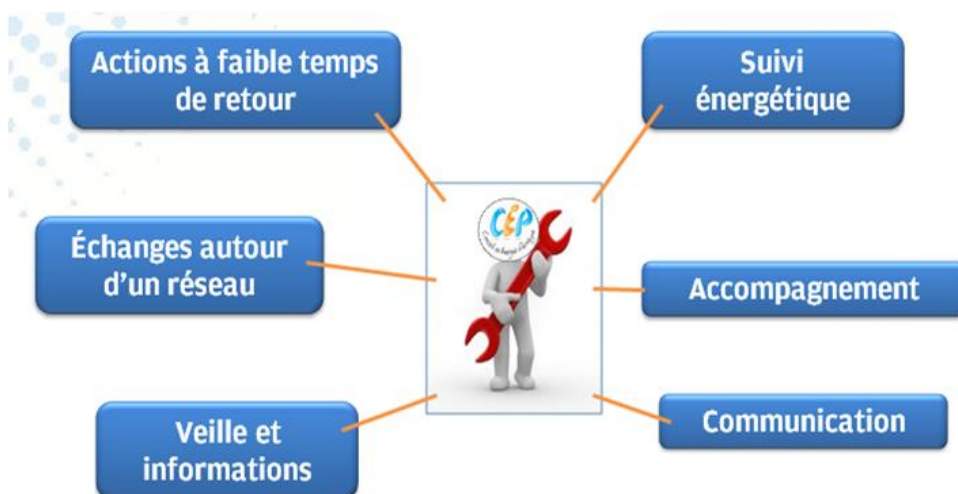 Actions à faible temps
de retour
Suivi
énergétique
CEP
Échanges autour
d'un réseau
Accompagnement
Veille et
informations
Communication